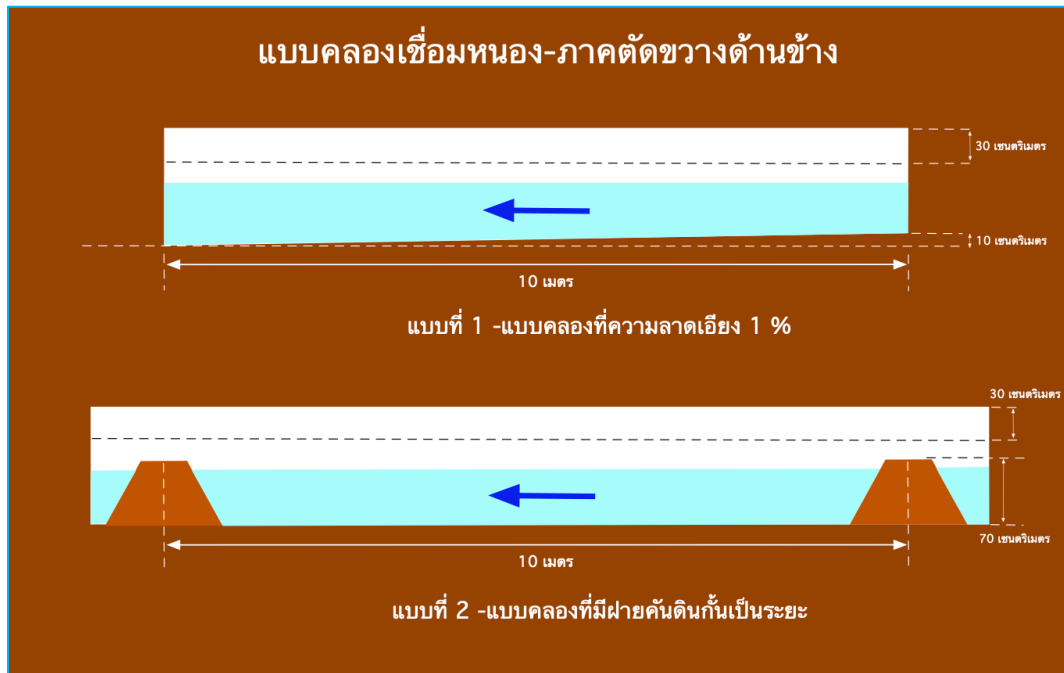 แบบคลองเชื่อมหนอง-ภาคตัดขวางด้านข้าง
30 เซนตริเมตร
10 เซนตริเมตร
10 เมตร
แบบที่ 1 -แบบคลองที่ความลาดเอียง 1 %
30 เซนตริเมตร
70 เซนตริเมตร
10 เมตร
แบบที่ 2 -แบบคลองที่มีฝายคันดินกั้นเป็นระยะ